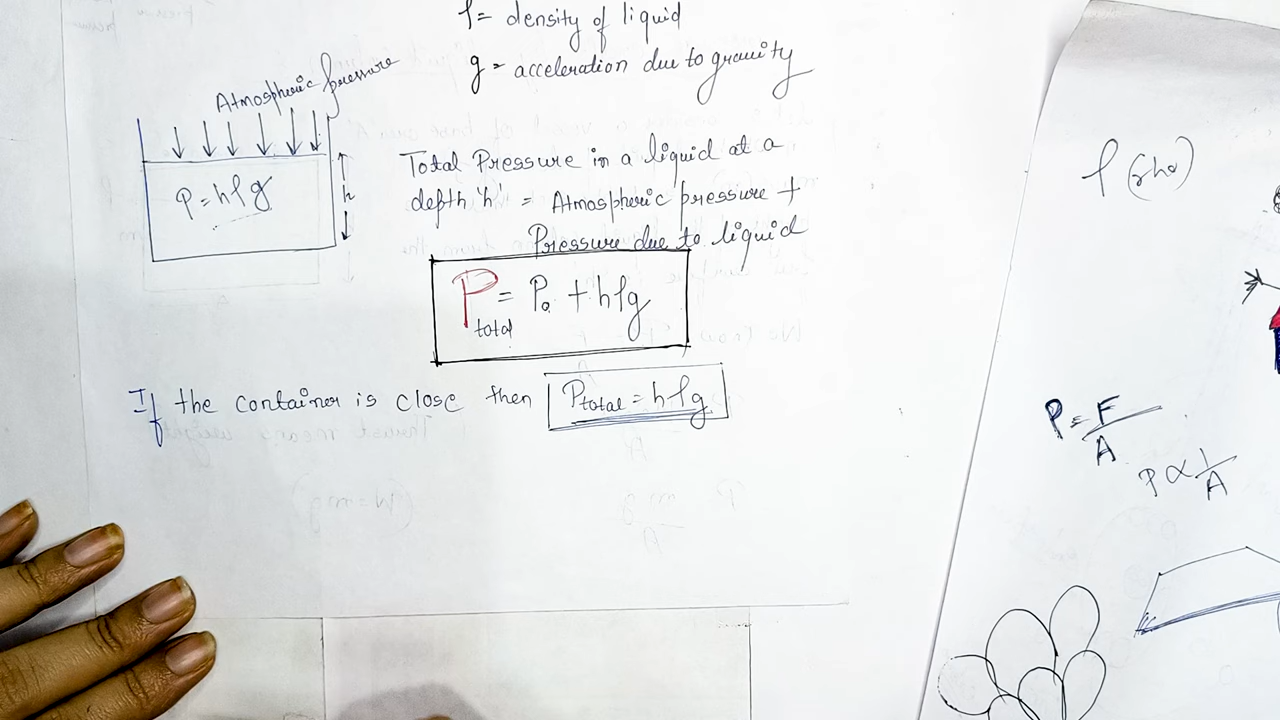 ρ = density of liquid
g = acceleration due to gravity
Atmospheric pressure
P = hρg
h
Total Pressure in a liquid at a
depth 'h' = Atmospheric pressure +
Pressure due to liquid
P total = P₀ + hρg
If the container is close then Ptotal = hρg
ρ (rho)
P = F/A
P ∝ 1/A